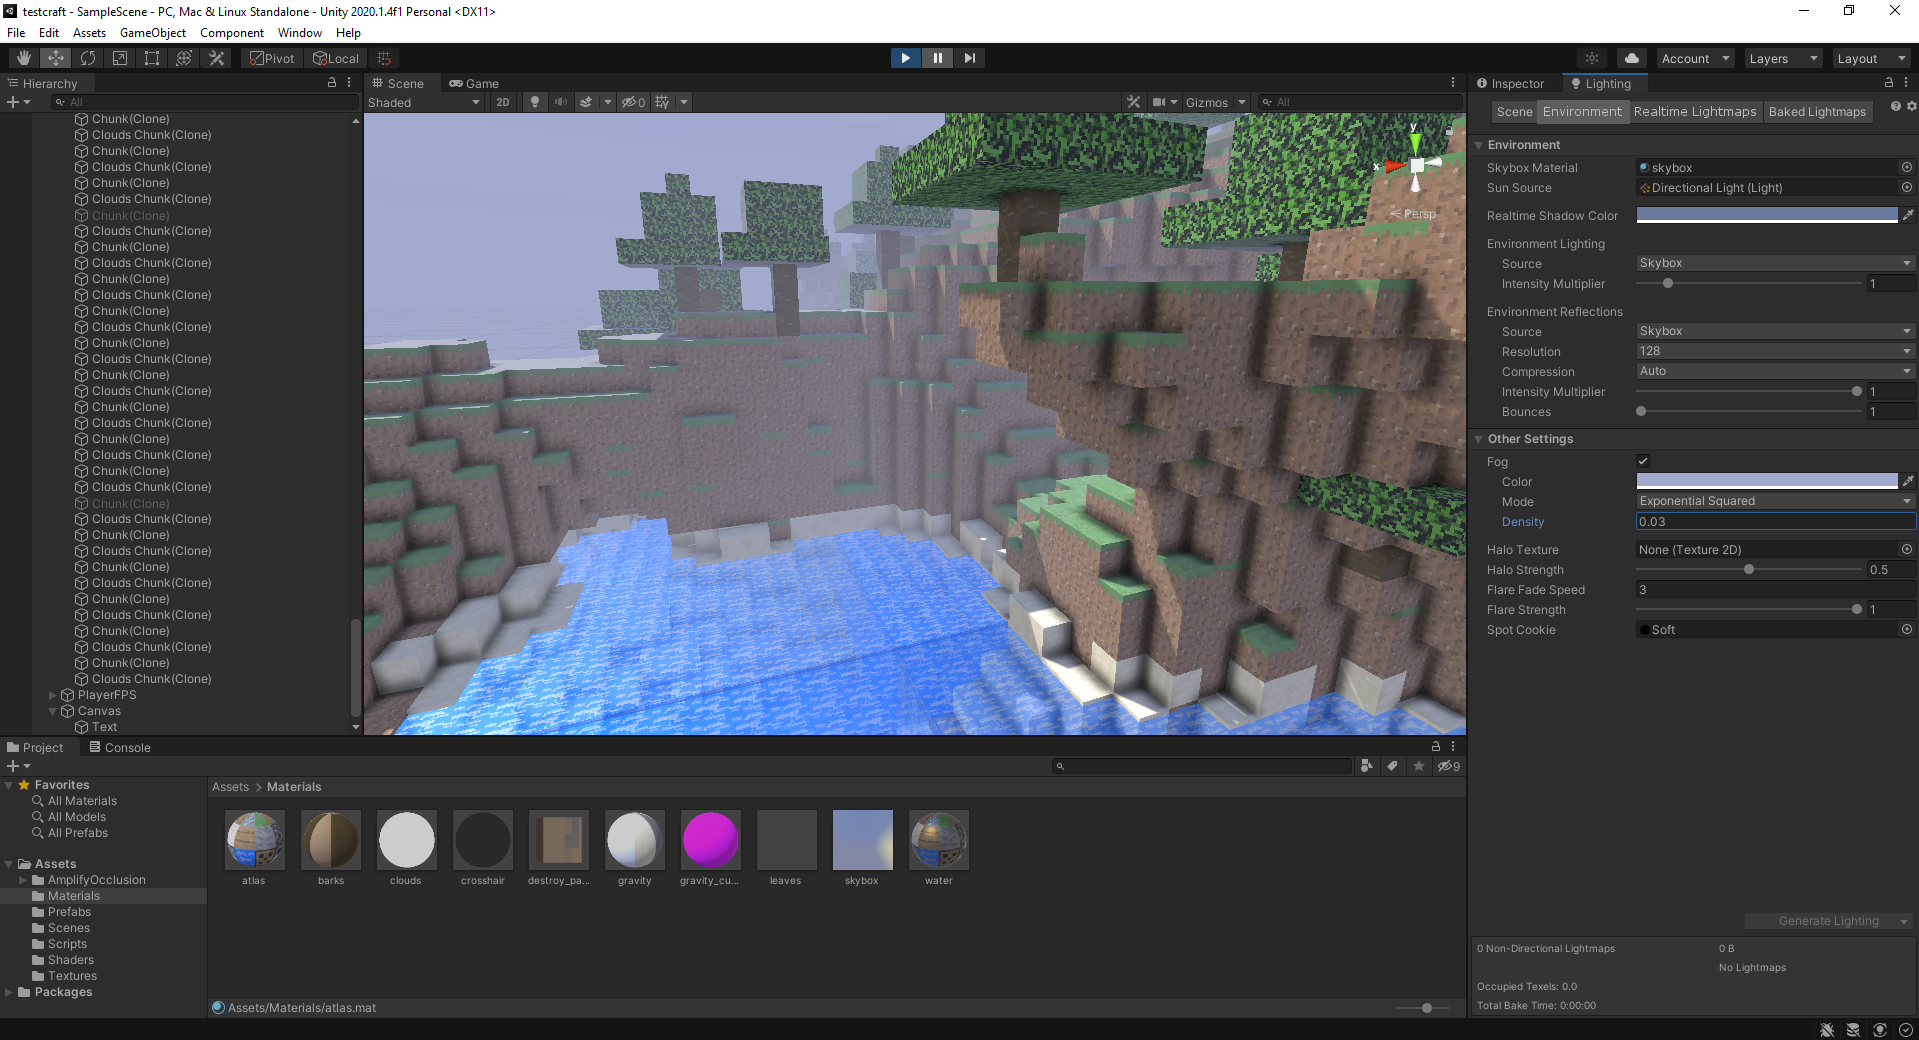 testcraft - SampleScene - PC, Mac & Linux Standalone - Unity 2020.1.4f1 Personal <DX11>
File Edit Assets GameObject Component Window Help
Pivot Local Account Layers Layout
Hierarchy
All
Chunk(Clone)
Clouds Chunk(Clone)
Chunk(Clone)
Clouds Chunk(Clone)
Chunk(Clone)
Clouds Chunk(Clone)
Chunk(Clone)
Clouds Chunk(Clone)
Chunk(Clone)
Clouds Chunk(Clone)
Chunk(Clone)
Clouds Chunk(Clone)
Chunk(Clone)
Clouds Chunk(Clone)
Chunk(Clone)
Clouds Chunk(Clone)
Chunk(Clone)
Clouds Chunk(Clone)
Chunk(Clone)
Clouds Chunk(Clone)
Chunk(Clone)
Clouds Chunk(Clone)
Chunk(Clone)
Clouds Chunk(Clone)
Chunk(Clone)
Clouds Chunk(Clone)
Chunk(Clone)
Clouds Chunk(Clone)
Chunk(Clone)
Clouds Chunk(Clone)
Chunk(Clone)
Clouds Chunk(Clone)
Chunk(Clone)
Clouds Chunk(Clone)
Chunk(Clone)
Clouds Chunk(Clone)
PlayerFPS
Canvas
Text
Scene Game
Shaded 2D 0 Gizmos All
y
x
Persp
Inspector Lighting
Scene Environment Realtime Lightmaps Baked Lightmaps
Environment
Skybox Material skybox
Sun Source Directional Light (Light)
Realtime Shadow Color
Environment Lighting
Source Skybox
Intensity Multiplier 1
Environment Reflections
Source Skybox
Resolution 128
Compression Auto
Intensity Multiplier 1
Bounces 1
Other Settings
Fog
Color
Mode Exponential Squared
Density 0.03
Halo Texture None (Texture 2D)
Halo Strength 0.5
Flare Fade Speed 3
Flare Strength 1
Spot Cookie Soft
Generate Lighting
0 Non-Directional Lightmaps 0 B
No Lightmaps
Occupied Texels: 0.0
Total Bake Time: 0:00:00
Project Console
9
Favorites
All Materials
All Models
All Prefabs
Assets
AmplifyOcclusion
Materials
Prefabs
Scenes
Scripts
Shaders
Textures
Packages
Assets > Materials
atlas barks clouds crosshair destroy_pa... gravity gravity_cu... leaves skybox water
Assets/Materials/atlas.mat